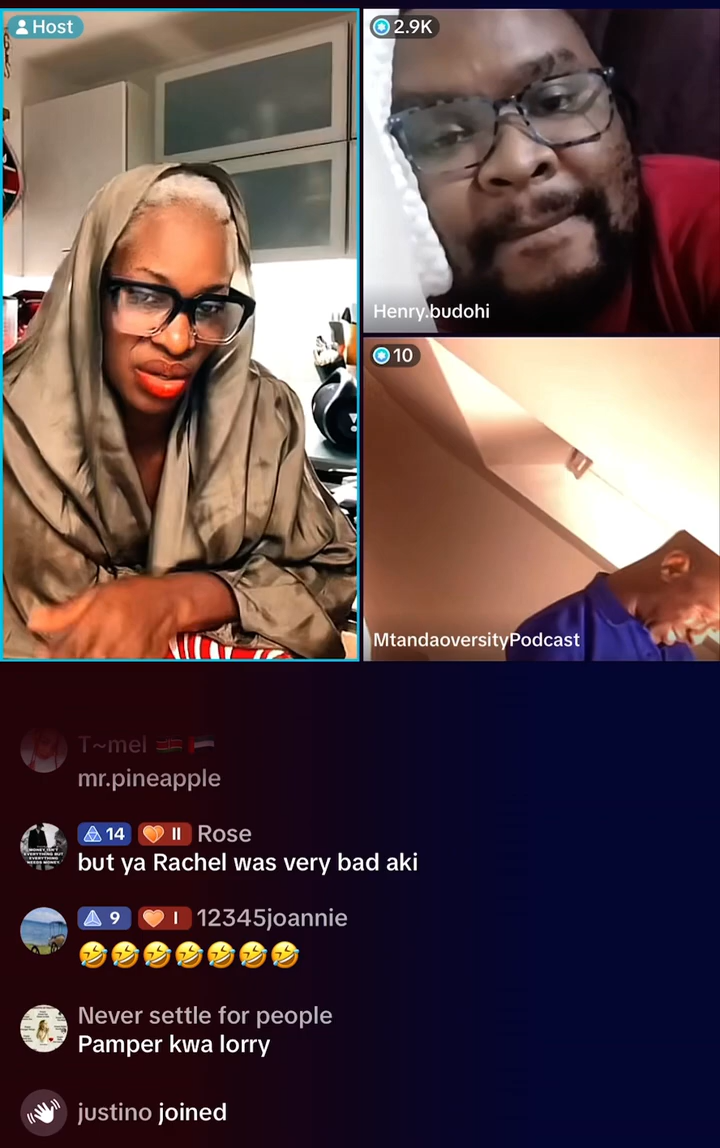 Host
2.9K
Henry.budohi
10
MtandaoversityPodcast
T~mel 🇰🇪 🇦🇪
mr.pineapple
14 II Rose
but ya Rachel was very bad aki
9 I 12345joannie
🤣🤣🤣🤣🤣🤣🤣
Never settle for people
Pamper kwa lorry
justino joined